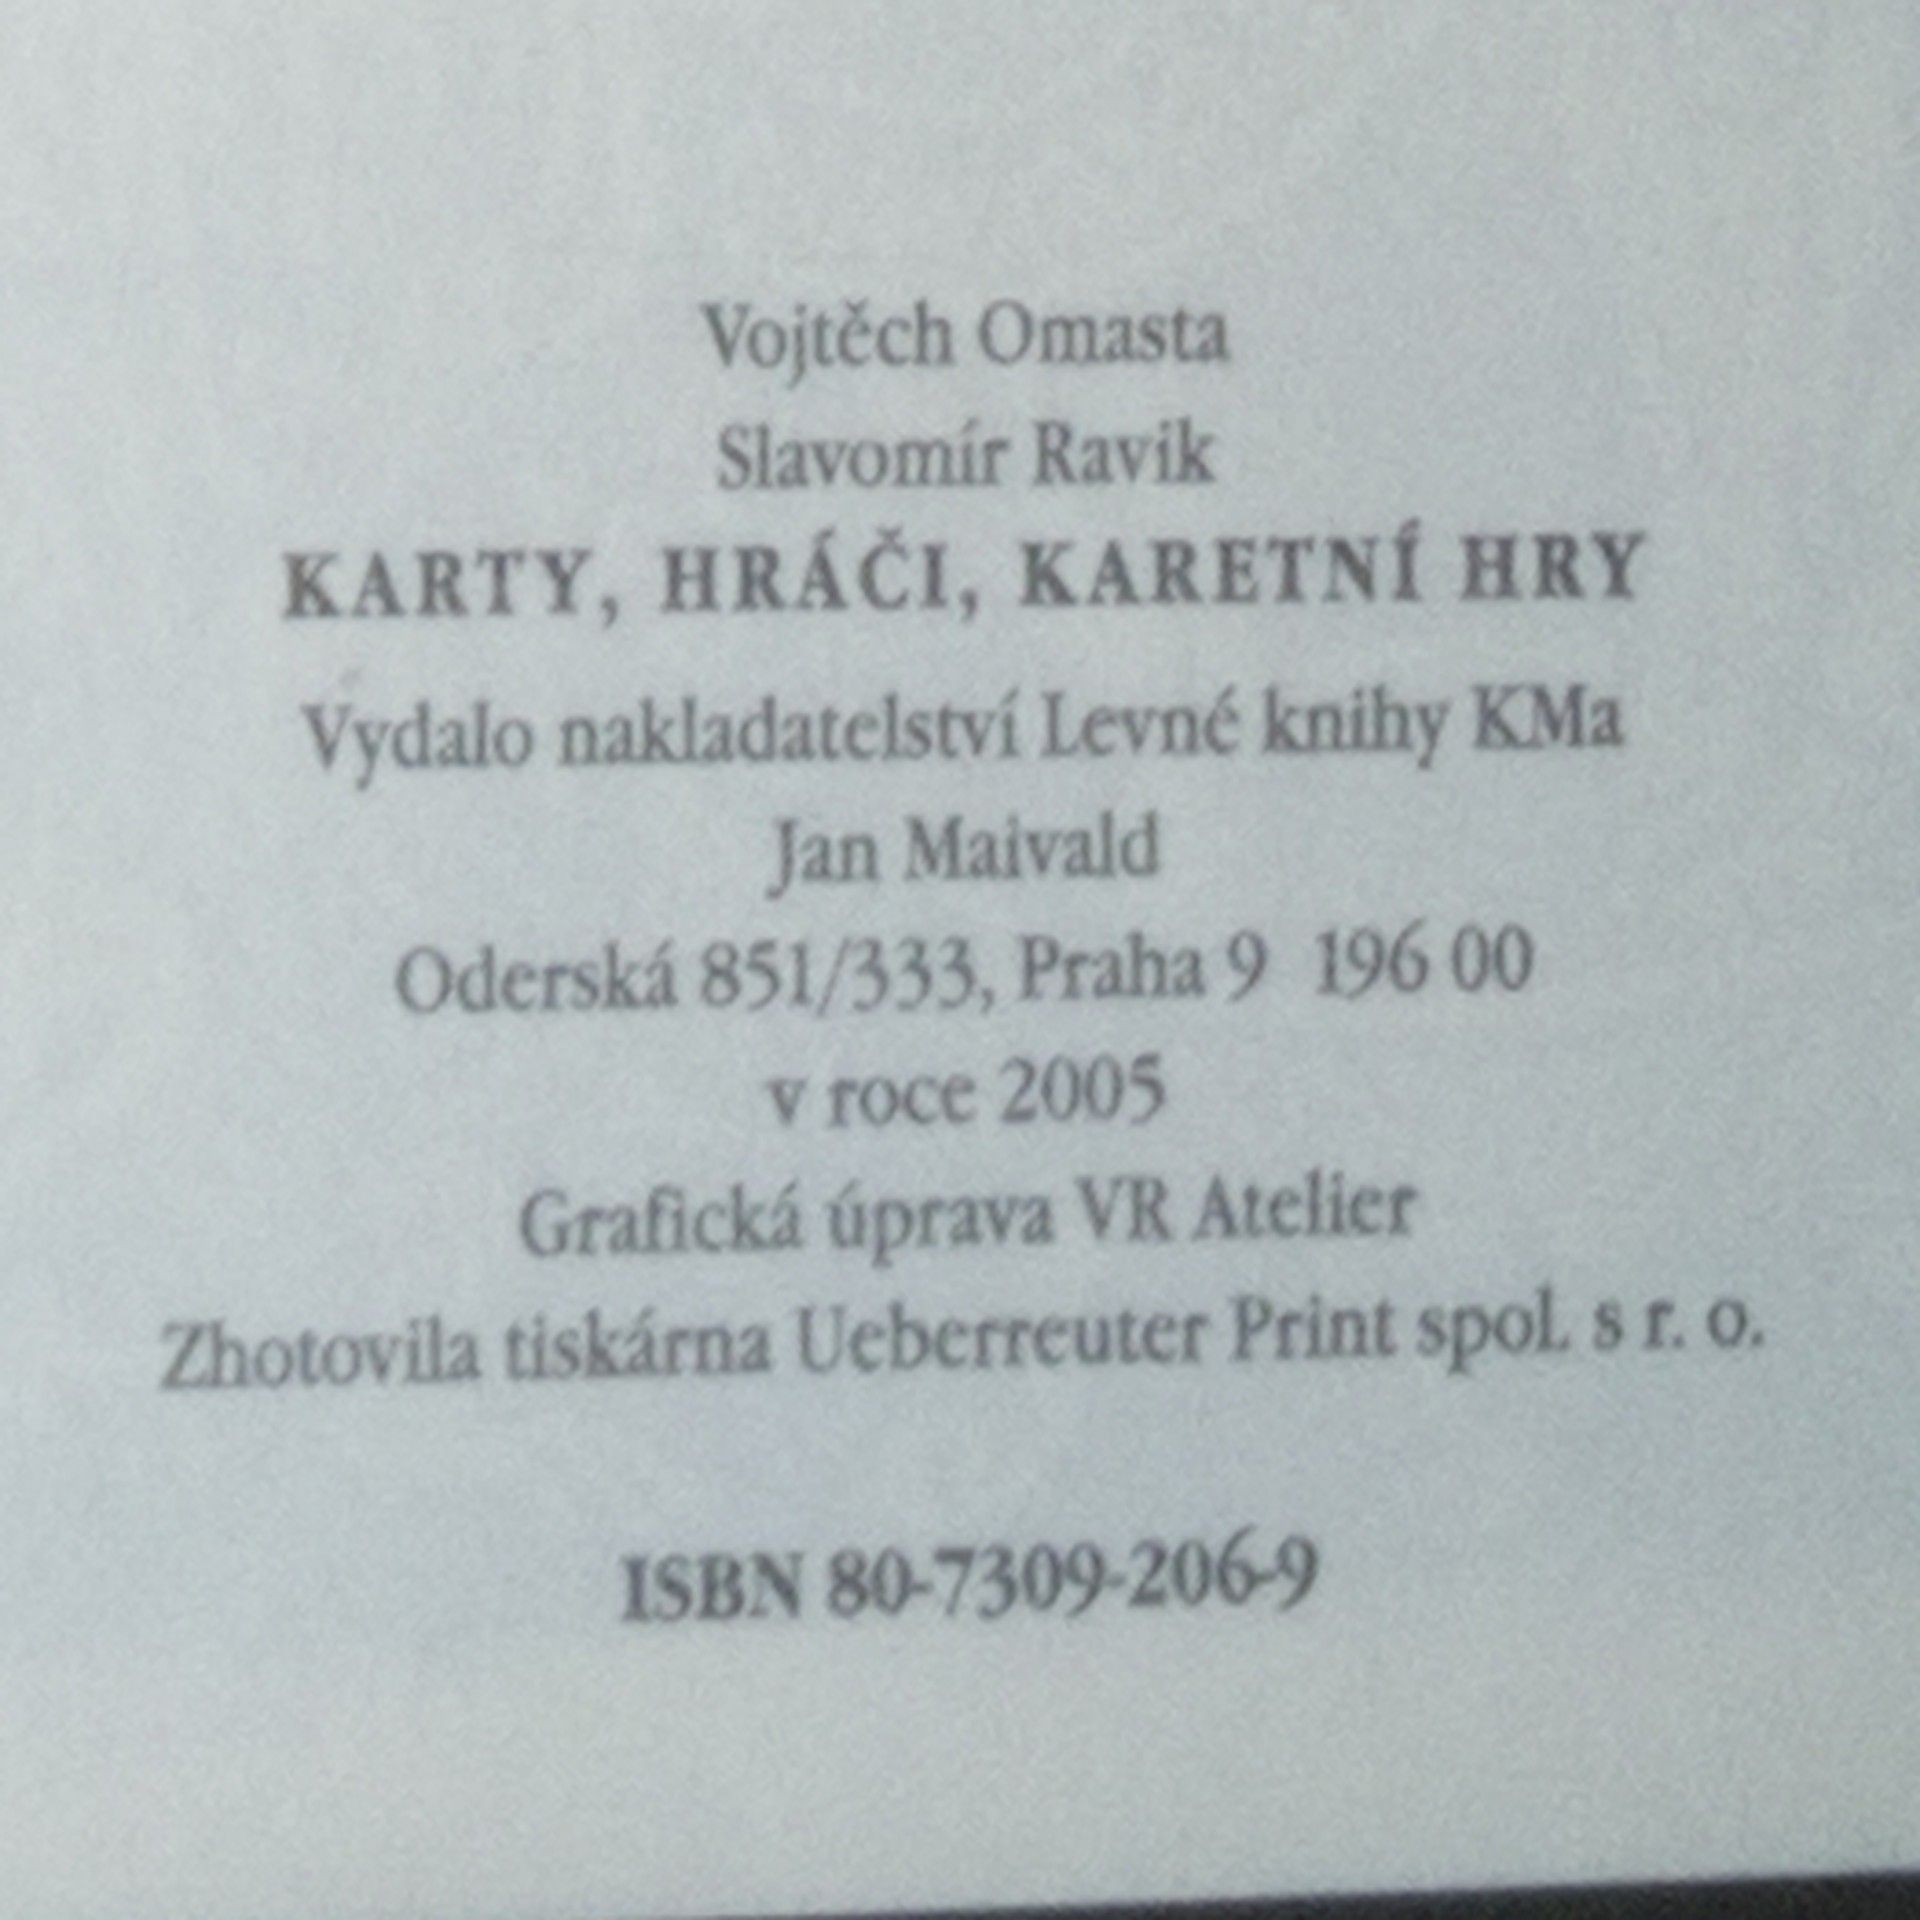 Vojtěch Omasta
Slavomír Ravik
KARTY, HRÁČI, KARETNÍ HRY
Vydalo nakladatelství Levné knihy KMa
Jan Maivald
Oderská 851/333, Praha 9 196 00
v roce 2005
Grafická úprava VR Atelier
Zhotovila tiskárna Ueberreuter Print spol. s r. o.
ISBN 80-7309-206-9